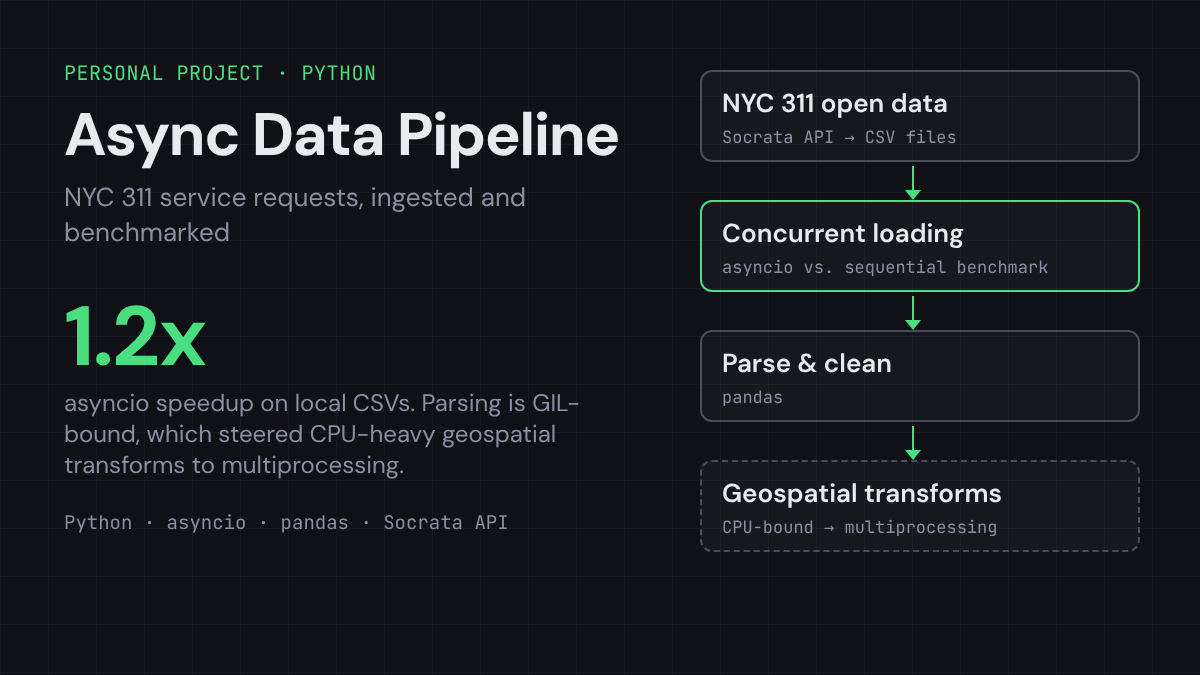 PERSONAL PROJECT · PYTHON
Async Data Pipeline
NYC 311 service requests, ingested and
benchmarked
1.2x
asyncio speedup on local CSVs. Parsing is GIL-
bound, which steered CPU-heavy geospatial
transforms to multiprocessing.
Python · asyncio · pandas · Socrata API
NYC 311 open data
Socrata API → CSV files
Concurrent loading
asyncio vs. sequential benchmark
Parse & clean
pandas
Geospatial transforms
CPU-bound → multiprocessing